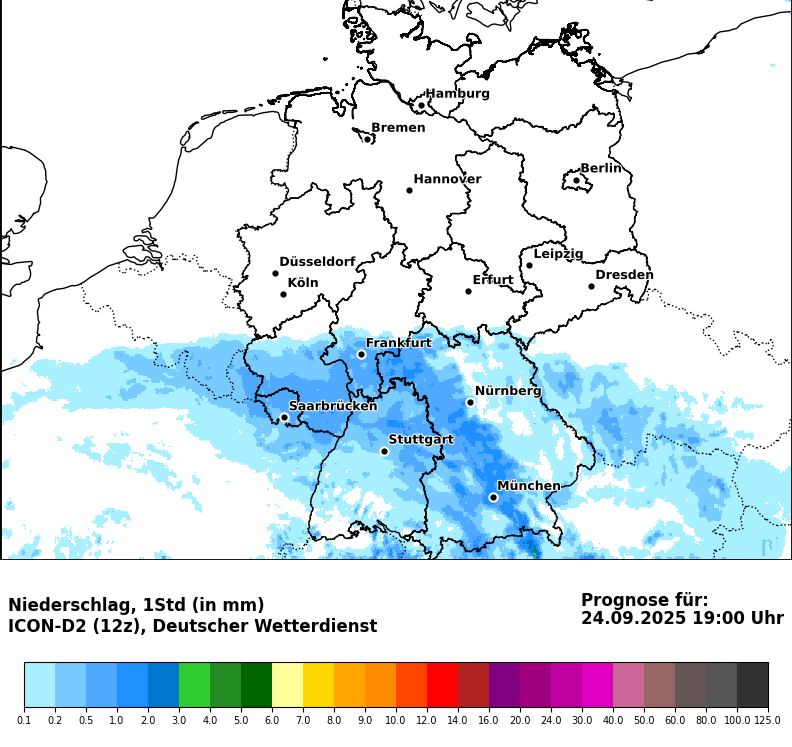 Hamburg
Bremen
Berlin
Hannover
Leipzig
Düsseldorf
Dresden
Köln
Erfurt
Frankfurt
Nürnberg
Saarbrücken
Stuttgart
München
Niederschlag, 1Std (in mm)
ICON-D2 (12z), Deutscher Wetterdienst
Prognose für:
24.09.2025 19:00 Uhr
0.1 0.2 0.5 1.0 2.0 3.0 4.0 5.0 6.0 7.0 8.0 9.0 10.0 12.0 14.0 16.0 20.0 24.0 30.0 40.0 50.0 60.0 80.0 100.0 125.0